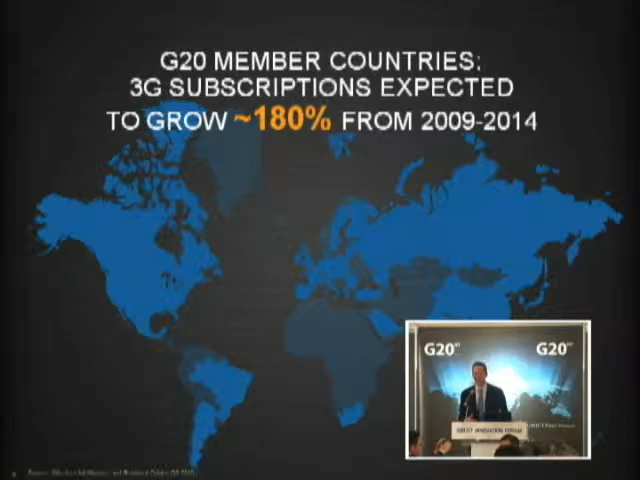 G20 MEMBER COUNTRIES:
3G SUBSCRIPTIONS EXPECTED
TO GROW ~180% FROM 2009-2014
G20
G20